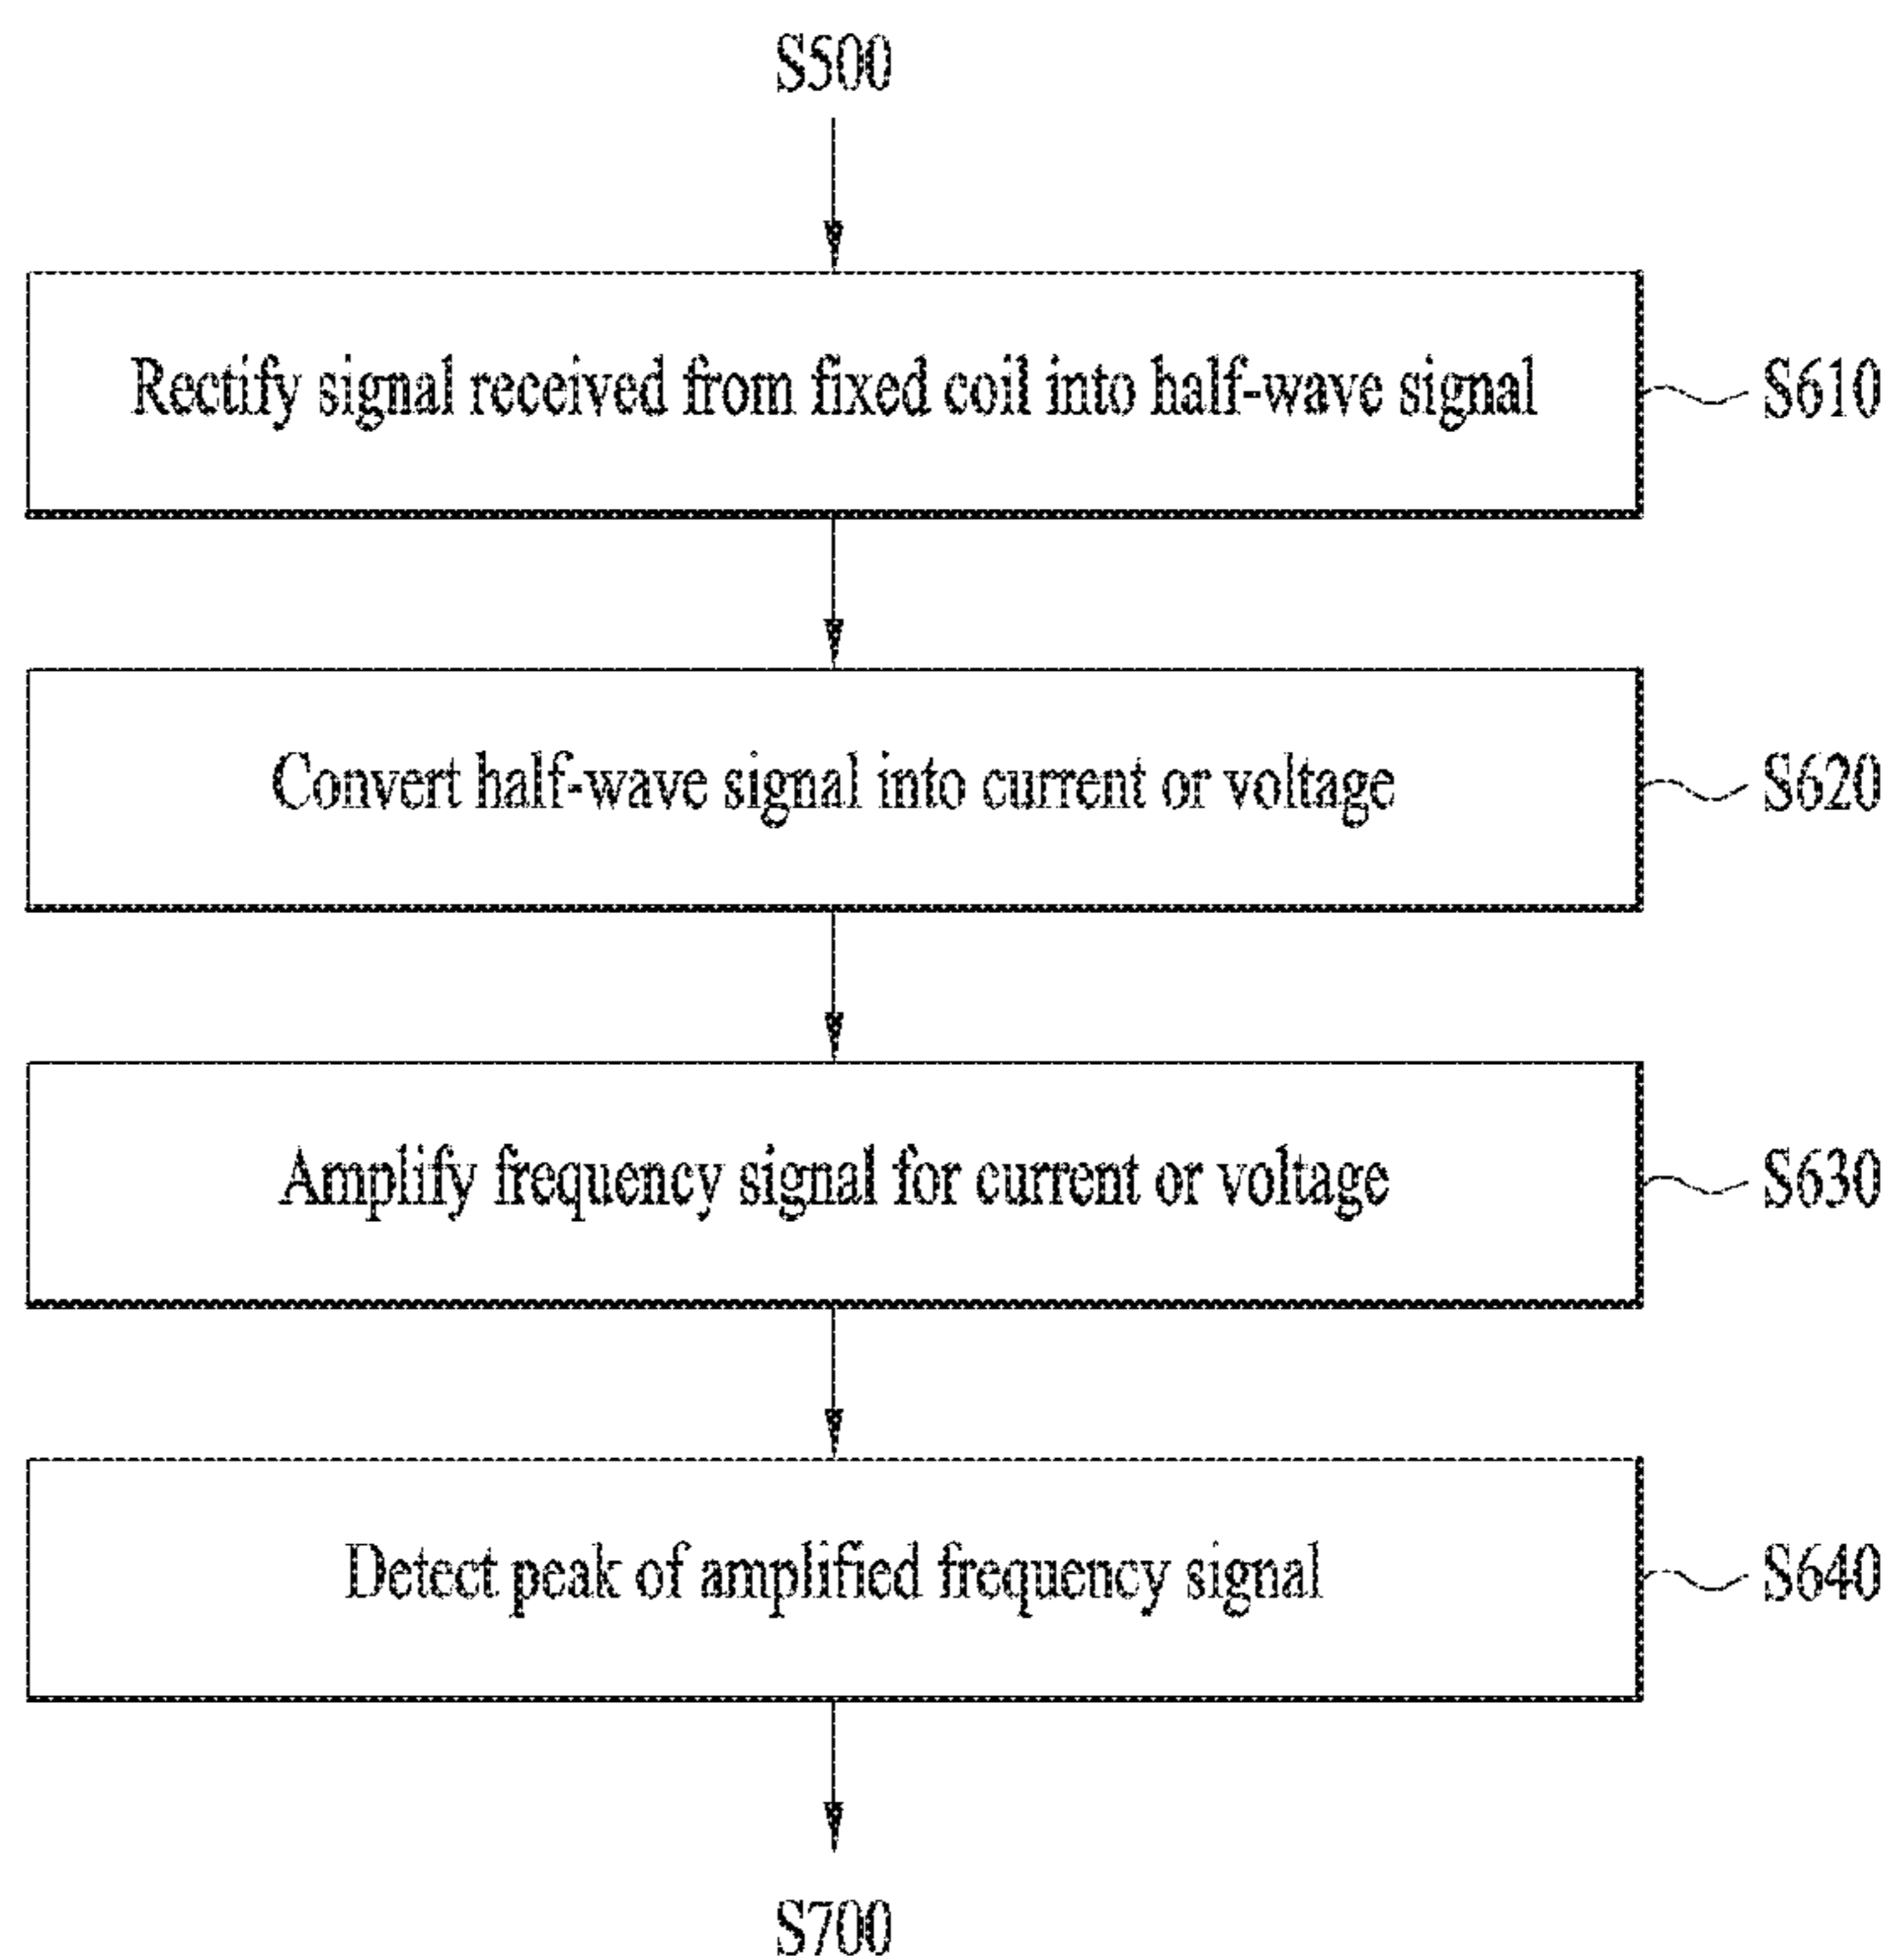 S500
Rectify signal received from fixed coil into half-wave signal
S610
Convert half-wave signal into current or voltage
S620
Amplify frequency signal for current or voltage
S630
Detect peak of amplified frequency signal
S640
S700